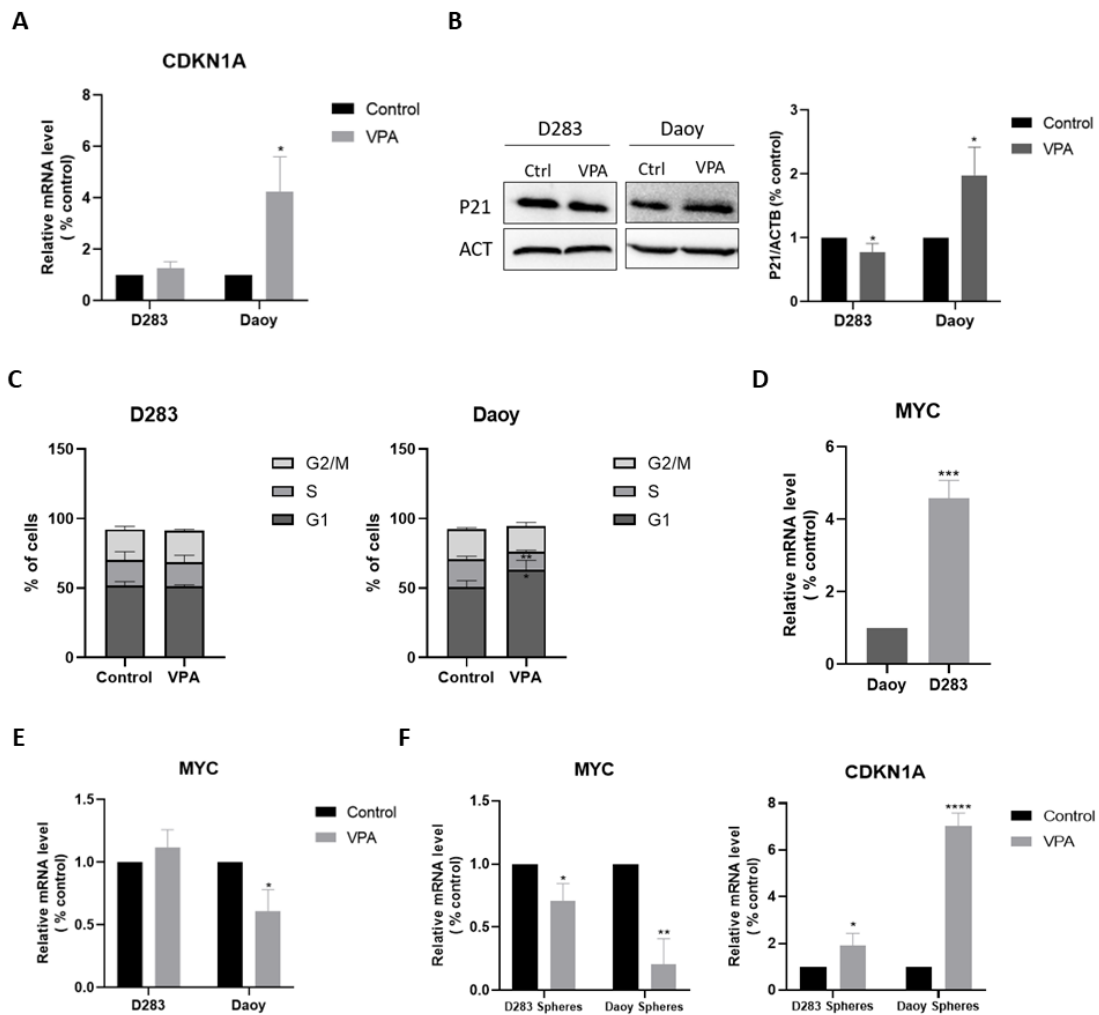 A
CDKN1A
Relative mRNA level
( % control)
8
6
4
2
0
*
D283
Daoy
Control
VPA
B
D283
Daoy
Ctrl
VPA
Ctrl
VPA
P21
ACT
P21/ACTB (% control)
3
2
1
0
*
*
D283
Daoy
Control
VPA
C
D283
% of cells
150
100
50
0
Control
VPA
G2/M
S
G1
Daoy
% of cells
150
100
50
0
**
*
Control
VPA
G2/M
S
G1
D
MYC
Relative mRNA level
( % control)
6
4
2
0
***
Daoy
D283
E
MYC
Relative mRNA level
( % control)
1.5
1.0
0.5
0.0
*
D283
Daoy
Control
VPA
F
MYC
Relative mRNA level
( % control)
1.5
1.0
0.5
0.0
*
**
D283 Spheres
Daoy Spheres
CDKN1A
Relative mRNA level
( % control)
8
6
4
2
0
*
****
D283 Spheres
Daoy Spheres
Control
VPA